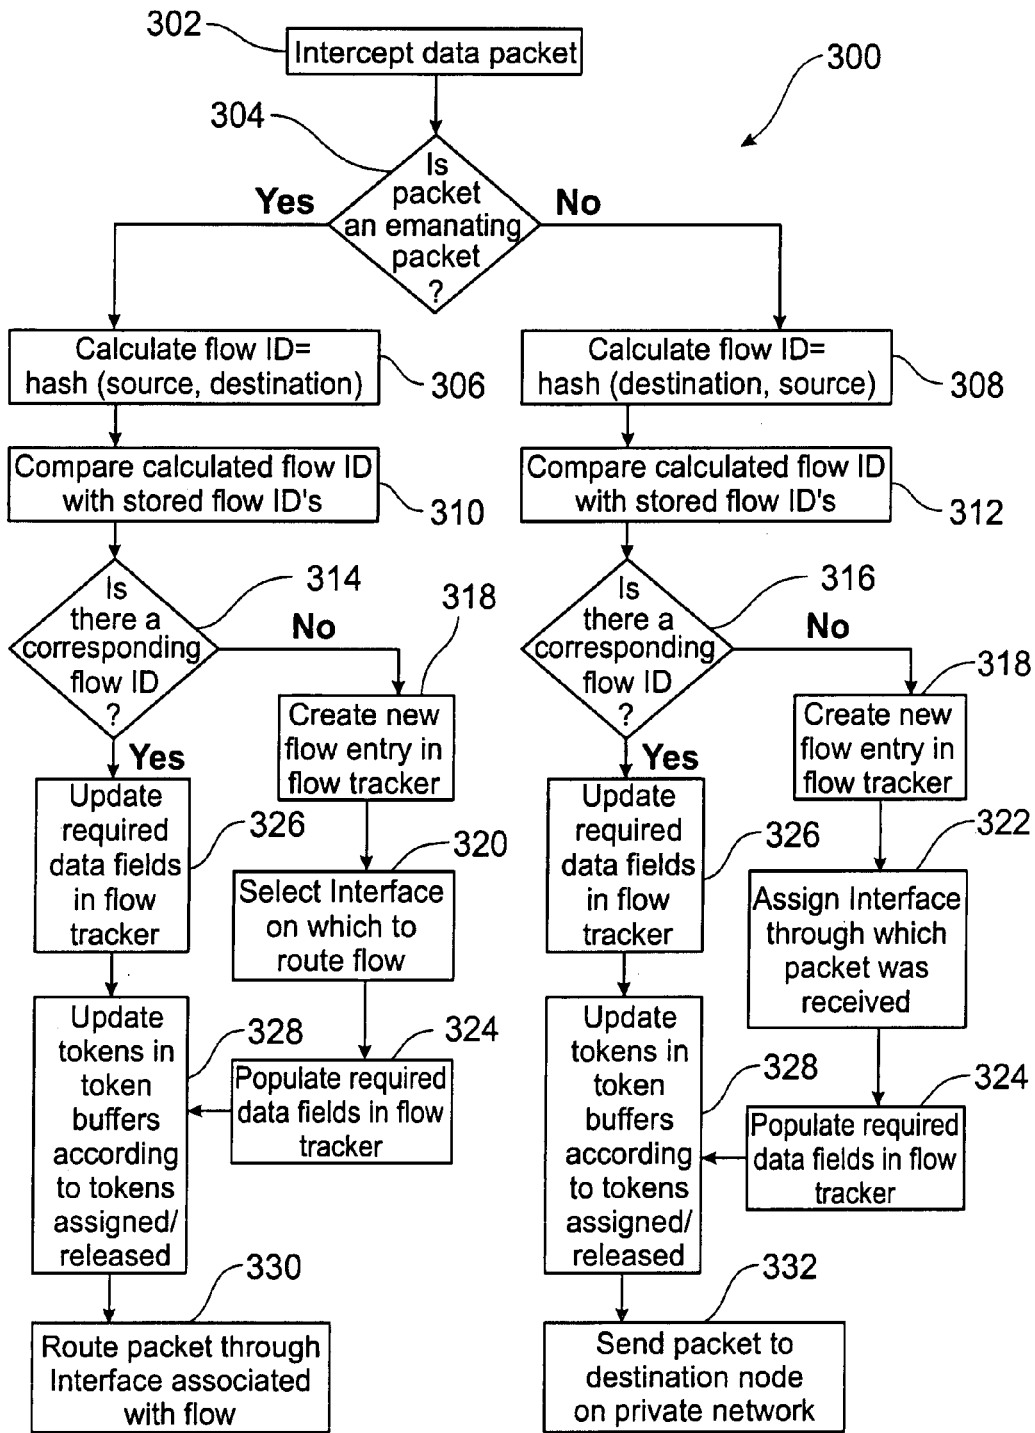 302
Intercept data packet
300
304
Is
packet
an emanating
packet
?
Yes
No
Calculate flow ID=
hash (source, destination)
306
Calculate flow ID=
hash (destination, source)
308
Compare calculated flow ID
with stored flow ID's
310
Compare calculated flow ID
with stored flow ID's
312
Is
there a
corresponding
flow ID
?
314
No
318
Yes
Create new
flow entry in
flow tracker
Is
there a
corresponding
flow ID
?
316
No
318
Yes
Create new
flow entry in
flow tracker
Update
required
data fields
in flow
tracker
326
320
Select Interface
on which to
route flow
Update
required
data fields
in flow
tracker
326
322
Assign Interface
through which
packet was
received
Update
tokens in
token
buffers
according
to tokens
assigned/
released
328
324
Populate required
data fields in flow
tracker
Update
tokens in
token
buffers
according
to tokens
assigned/
released
328
324
Populate required
data fields in flow
tracker
330
Route packet through
Interface associated
with flow
332
Send packet to
destination node
on private network